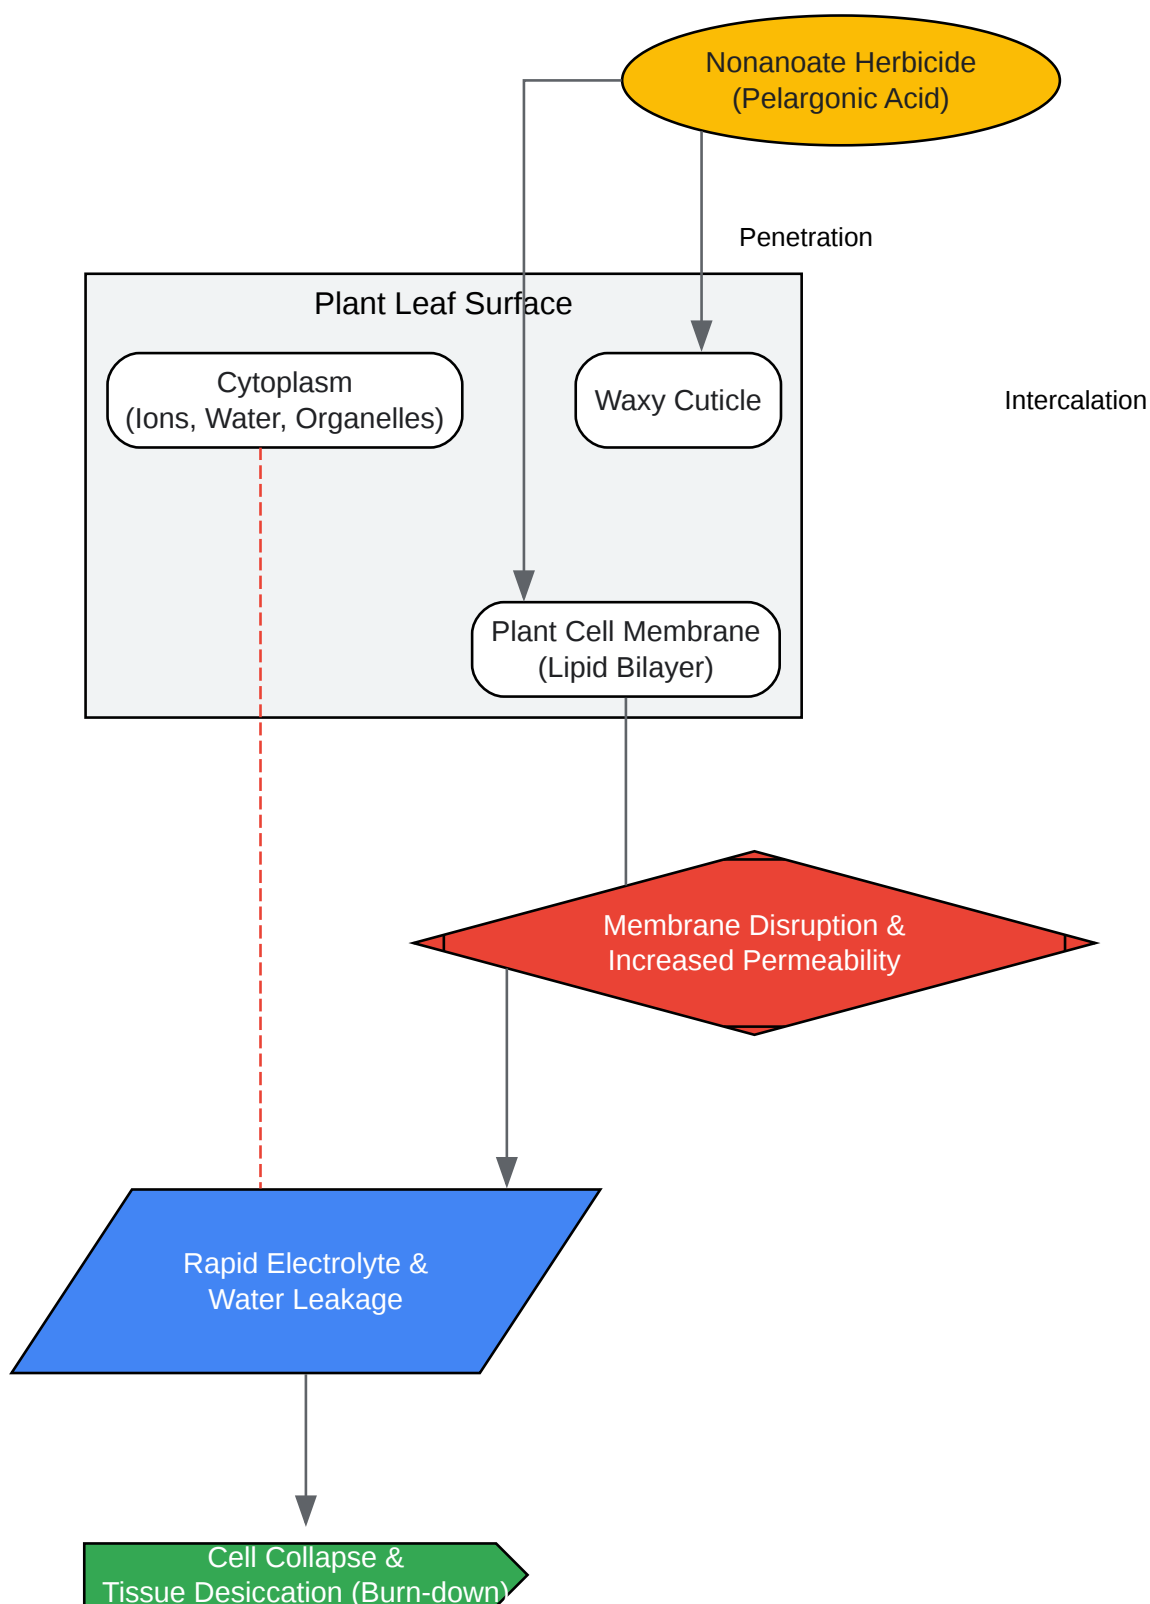 Nonanoate Herbicide
(Pelargonic Acid)
Penetration
Plant Leaf Surface
Cytoplasm
(Ions, Water, Organelles)
Waxy Cuticle
Intercalation
Plant Cell Membrane
(Lipid Bilayer)
Membrane Disruption &
Increased Permeability
Rapid Electrolyte &
Water Leakage
Cell Collapse &
Tissue Desiccation (Burn-down)